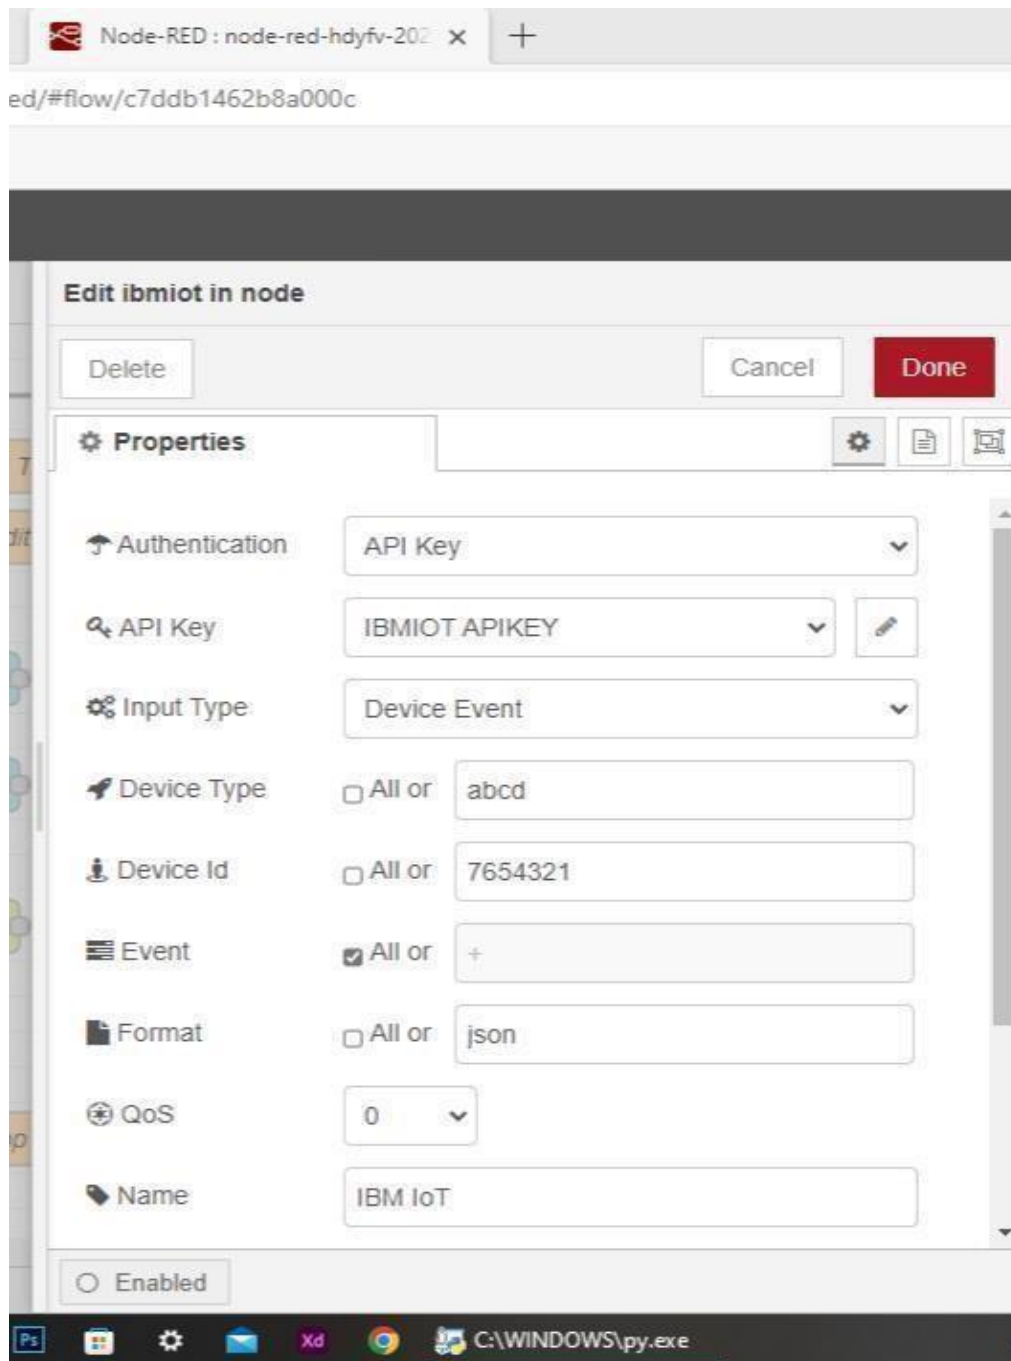 Node-RED : node-red-hdyfv-202
ed/#flow/c7ddb1462b8a000c
Edit ibmiot in node
Delete Cancel Done
Properties
Authentication API Key
API Key IBMIOT APIKEY
Input Type Device Event
Device Type All or abcd
Device Id All or 7654321
Event All or +
Format All or json
QoS 0
Name IBM IoT
Enabled
Ps Xd C:\WINDOWS\py.exe